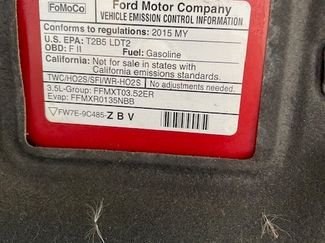 FoMoCo
Ford Motor Company
VEHICLE EMISSION CONTROL INFORMATION
Conforms to regulations: 2015 MY
U.S. EPA: T2B5 LDT2
OBD: F II Fuel: Gasoline
California: Not for sale in states with
California emissions standards.
TWC/HO2S/SFI/WR-HO2S No adjustments needed.
3.5L-Group: FFMXT03.52ER
Evap: FFMXR0135NBB
FW7E-9C485-ZBV